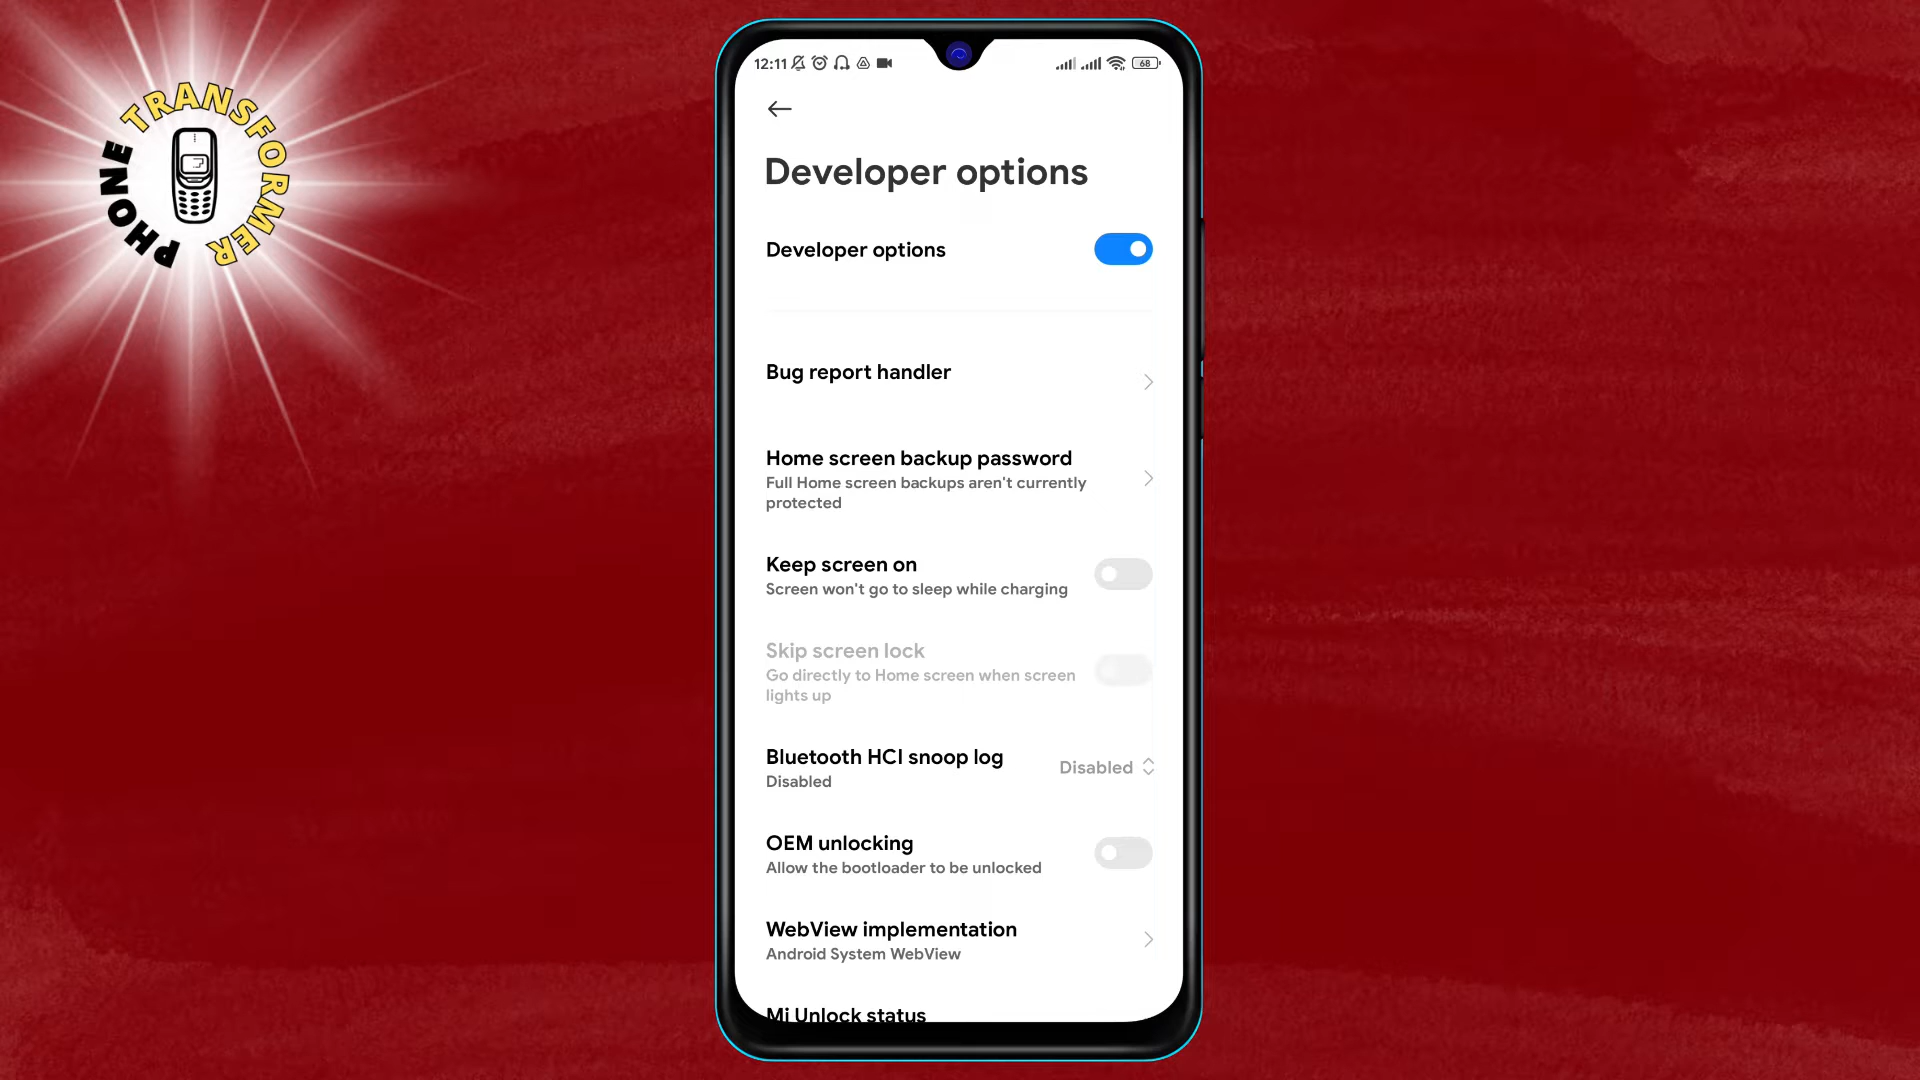 PHONE TRANSFORMER
12:11
68
Developer options
Developer options
Bug report handler
Home screen backup password
Full Home screen backups aren't currently
protected
Keep screen on
Screen won't go to sleep while charging
Skip screen lock
Go directly to Home screen when screen
lights up
Bluetooth HCI snoop log
Disabled
Disabled
OEM unlocking
Allow the bootloader to be unlocked
WebView implementation
Android System WebView
Mi Unlock status